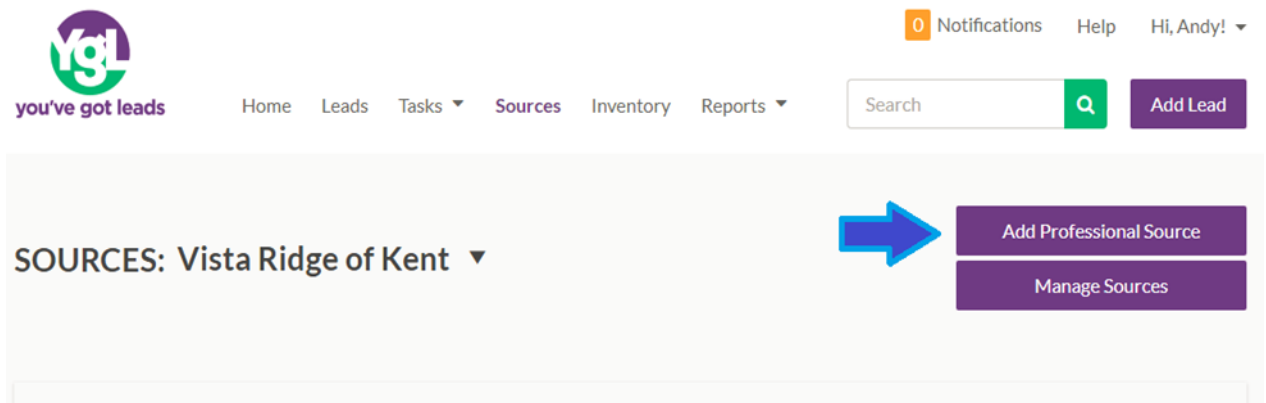 YgL
you've got leads
0 Notifications Help Hi, Andy!
Home Leads Tasks Sources Inventory Reports Search Add Lead
SOURCES: Vista Ridge of Kent
Add Professional Source
Manage Sources